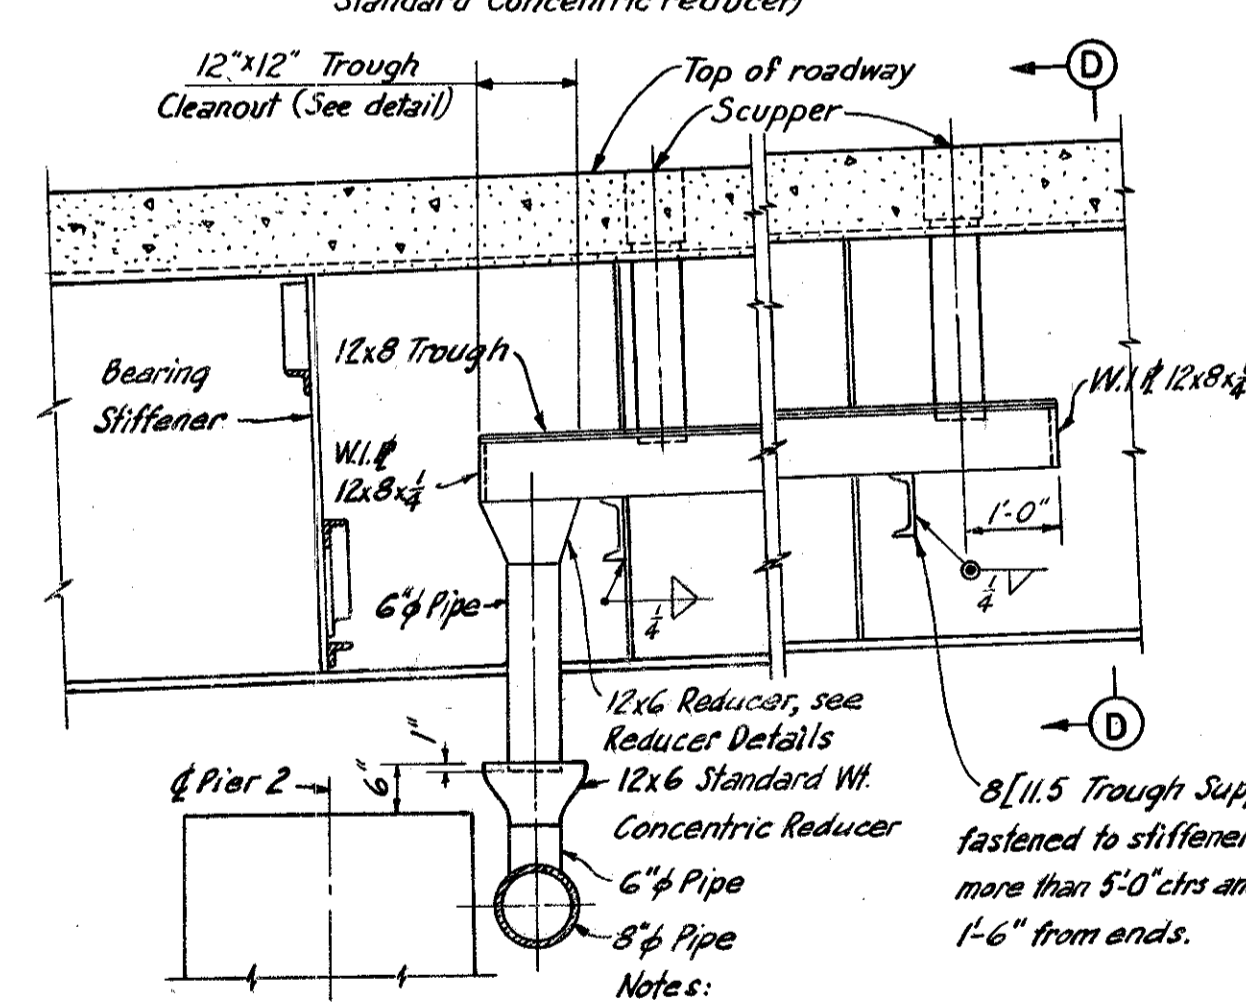 Standard Concentric reducer)
12"x12" Trough
Cleanout (See detail)
Top of roadway
Scupper
D
12x8 Trough
Bearing
Stiffener
W.I. ℄
12x8x1/4
W.I. ℄ 12x8x1/4
1'-0"
1/4
1/4
6"ϕ Pipe
12x6 Reducer, see
Reducer Details
D
1"
6"
℄ Pier 2
12x6 Standard Wt.
Concentric Reducer
6"ϕ Pipe
8"ϕ Pipe
Notes:
8[11.5 Trough
fastened to
more than 5'-0" ctrs
1'-6" from ends.